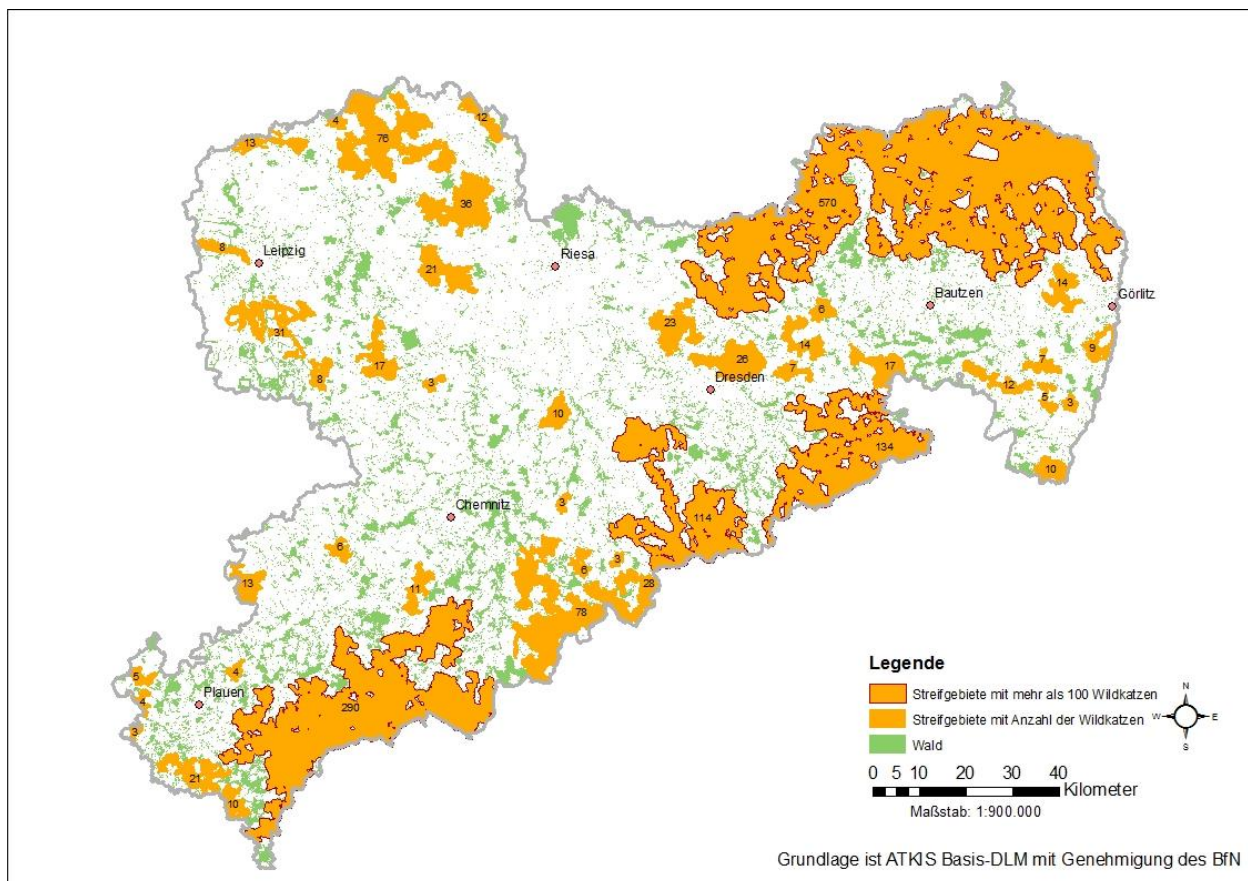 4
76
12
13
36
570
8
Leipzig
21
Riesa
14
Bautzen
Görlitz
6
31
23
14
9
26
7
7
17
17
8
3
Dresden
12
5
3
10
134
10
3
Chemnitz
114
6
3
6
13
11
28
78
4
5
Plauen
4
290
3
21
10
Legende
Streifgebiete mit mehr als 100 Wildkatzen
Streifgebiete mit Anzahl der Wildkatzen
Wald
N
W E
S
0 5 10 20 30 40
Kilometer
Maßstab: 1:900.000
Grundlage ist ATKIS Basis-DLM mit Genehmigung des BfN